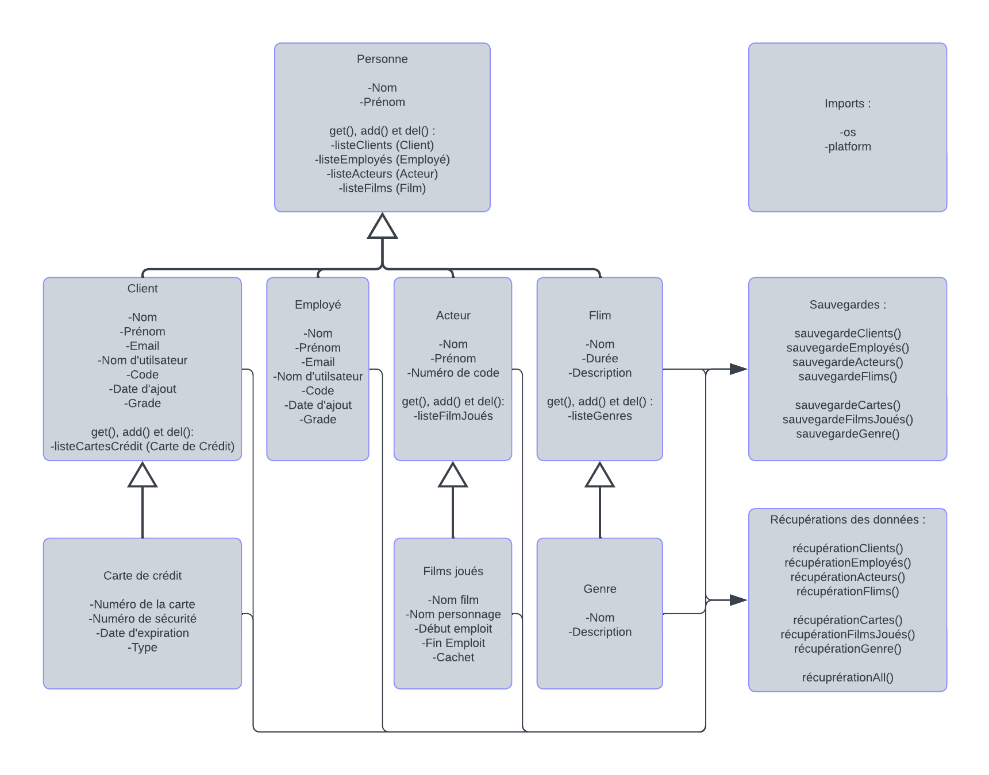 Personne
-Nom
-Prénom
get(), add() et del() :
-listeClients (Client)
-listeEmployés (Employé)
-listeActeurs (Acteur)
-listeFilms (Film)
Imports :
-os
-platform
Client
-Nom
-Prénom
-Email
-Nom d'utilsateur
-Code
-Date d'ajout
-Grade
get(), add() et del():
-listeCartesCrédit (Carte de Crédit)
Employé
-Nom
-Prénom
-Email
-Nom d'utilsateur
-Code
-Date d'ajout
-Grade
Acteur
-Nom
-Prénom
-Numéro de code
get(), add() et del():
-listeFilmJoués
Flim
-Nom
-Durée
-Description
get(), add() et del() :
-listeGenres
Sauvegardes :
sauvegardeClients()
sauvegardeEmployés()
sauvegardeActeurs()
sauvegardeFlims()
sauvegardeCartes()
sauvegardeFilmsJoués()
sauvegardeGenre()
Carte de crédit
-Numéro de la carte
-Numéro de sécurité
-Date d'expiration
-Type
Films joués
-Nom film
-Nom personnage
-Début emploit
-Fin Emploit
-Cachet
Genre
-Nom
-Description
Récupérations des données :
récupérationClients()
récupérationEmployés()
récupérationActeurs()
récupérationFlims()
récupérationCartes()
récupérationFilmsJoués()
récupérationGenre()
récuprérationAll()